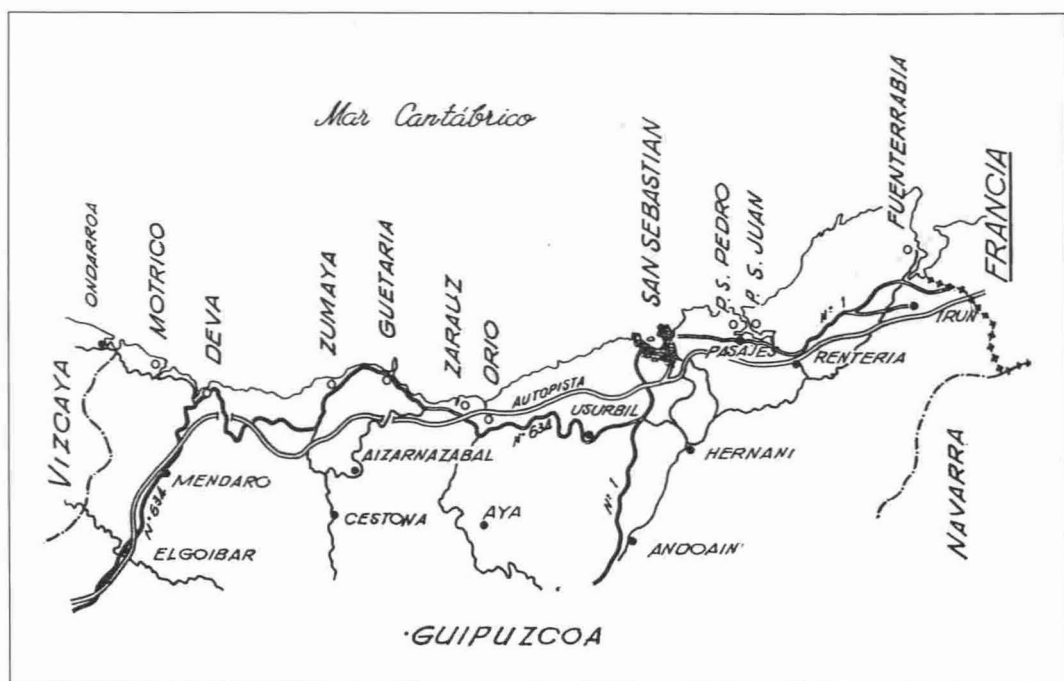 Mar Cantábrico
ONDARROA
MOTRICO
DEVA
ZUMAYA
GUETARIA
ZARAUZ
ORIO
SAN SEBASTIAN
P.S. PEDRO
P. S. JUAN
FUENTERRABIA
FRANCIA
VIZCAYA
Nº 1
IRUN
PASAJES
RENTERIA
AUTOPISTA
USURBIL
Nº 634
AIZARNAZABAL
HERNANI
MENDARO
Nº 634
CESTONA
AYA
Nº 1
NAVARRA
ELGOIBAR
ANDOAIN
GUIPUZCOA